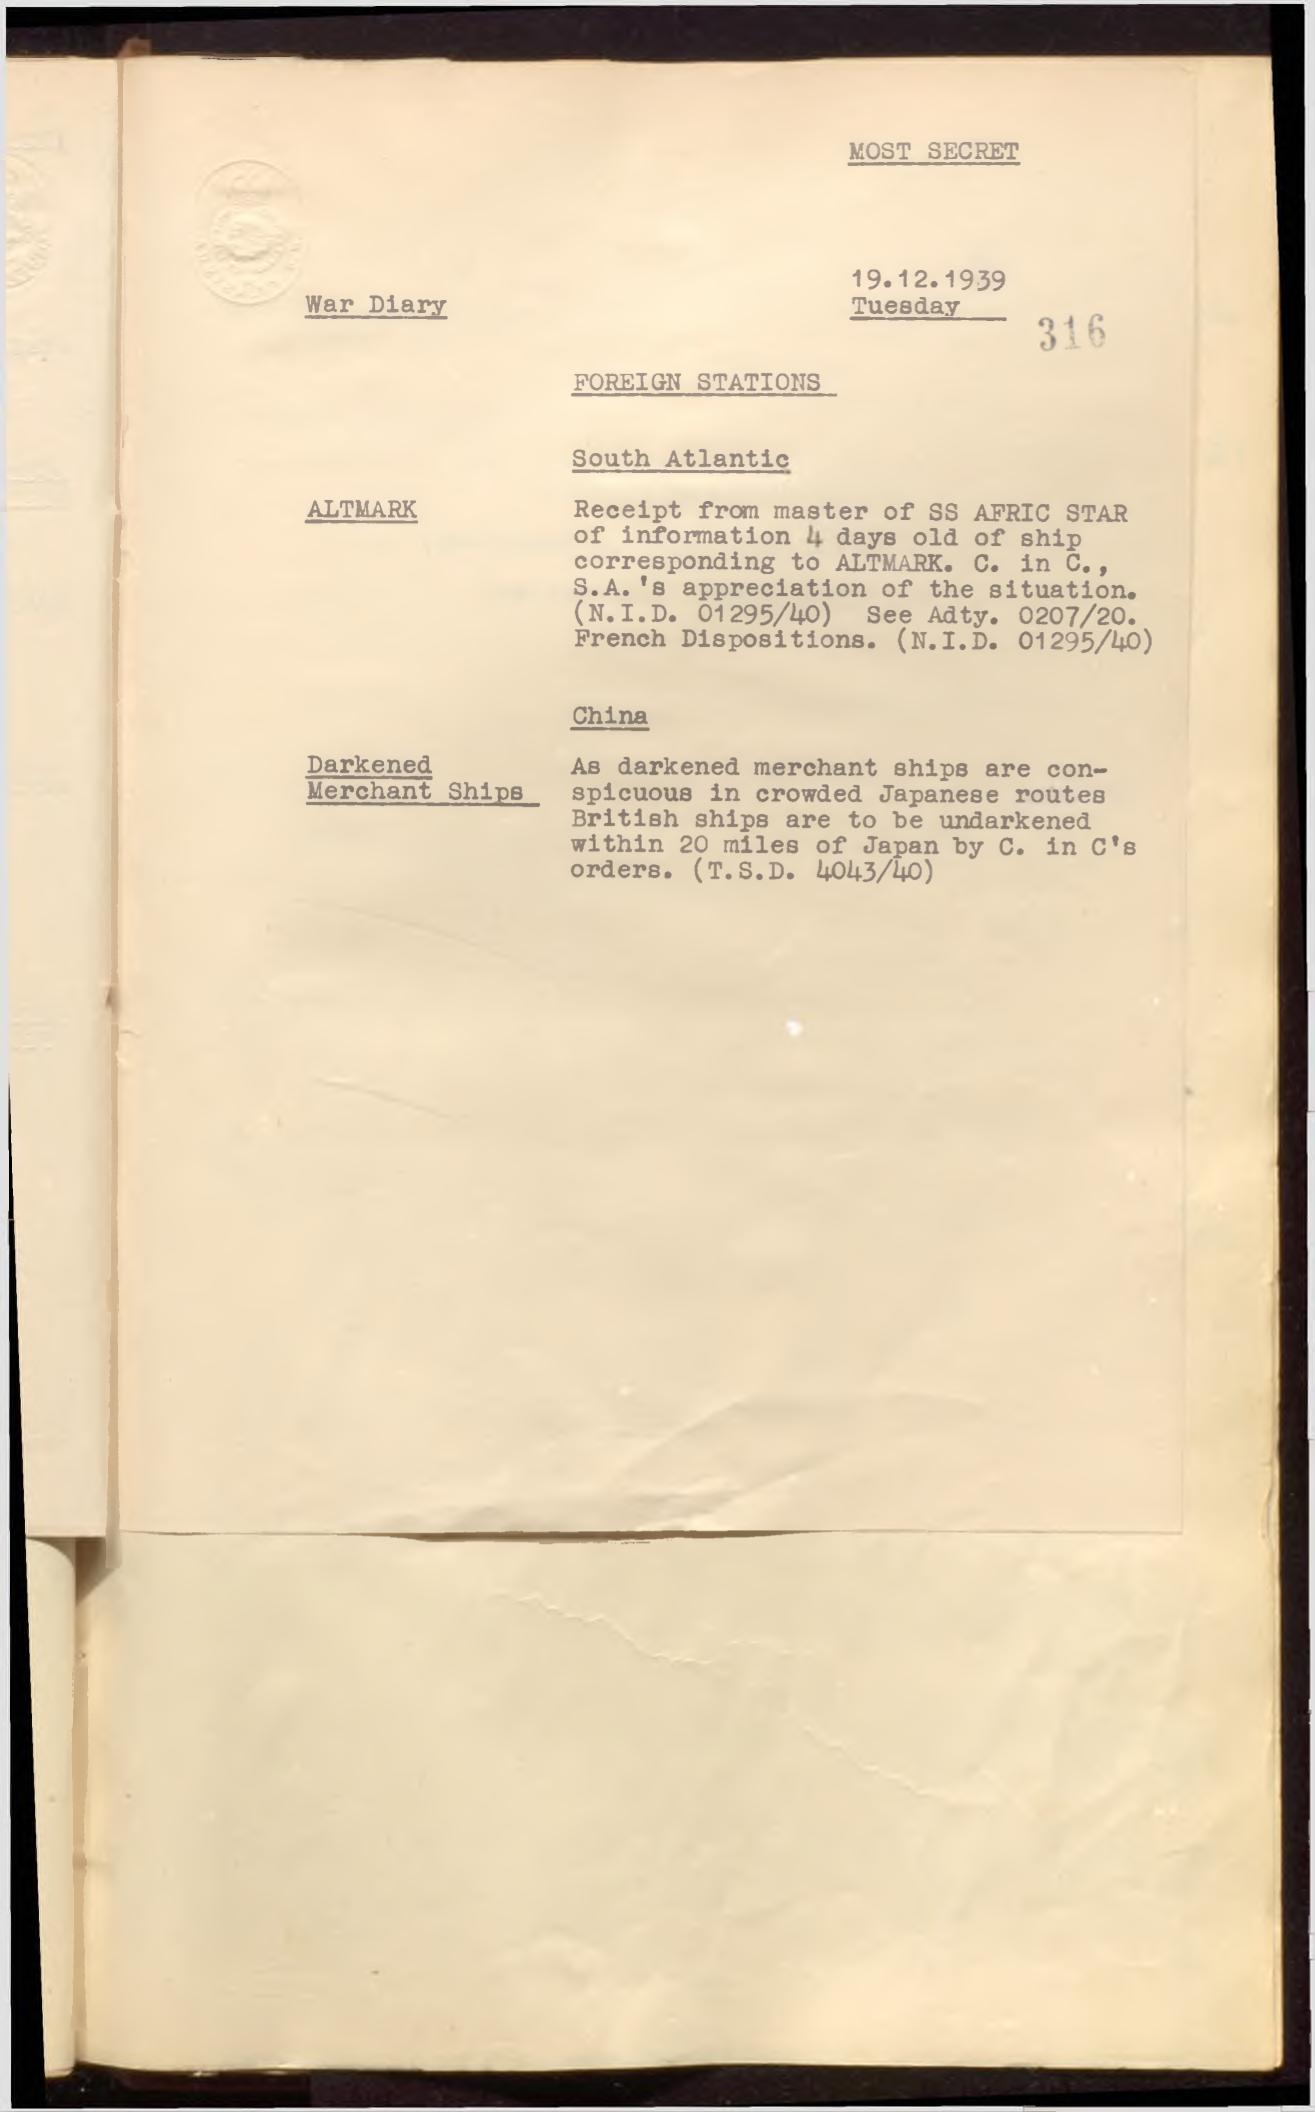 MOST SECRET
19.12.1939
War Diary
Tuesday
316
FOREIGN STATIONS
South Atlantic
ALTMARK
Receipt from master of SS AFRIC STAR
of information 4 days old of ship
corresponding to ALTMARK. C. in C.,
S.A.'s appreciation of the situation.
(N.I.D. 01295/40) See Adty. 0207/20.
French Dispositions. (N.I.D. 01295/40)
China
Darkened
Merchant Ships
As darkened merchant ships are con-
spicuous in crowded Japanese routes
British ships are to be undarkened
within 20 miles of Japan by C. in C's
orders. (T.S.D. 4043/40)